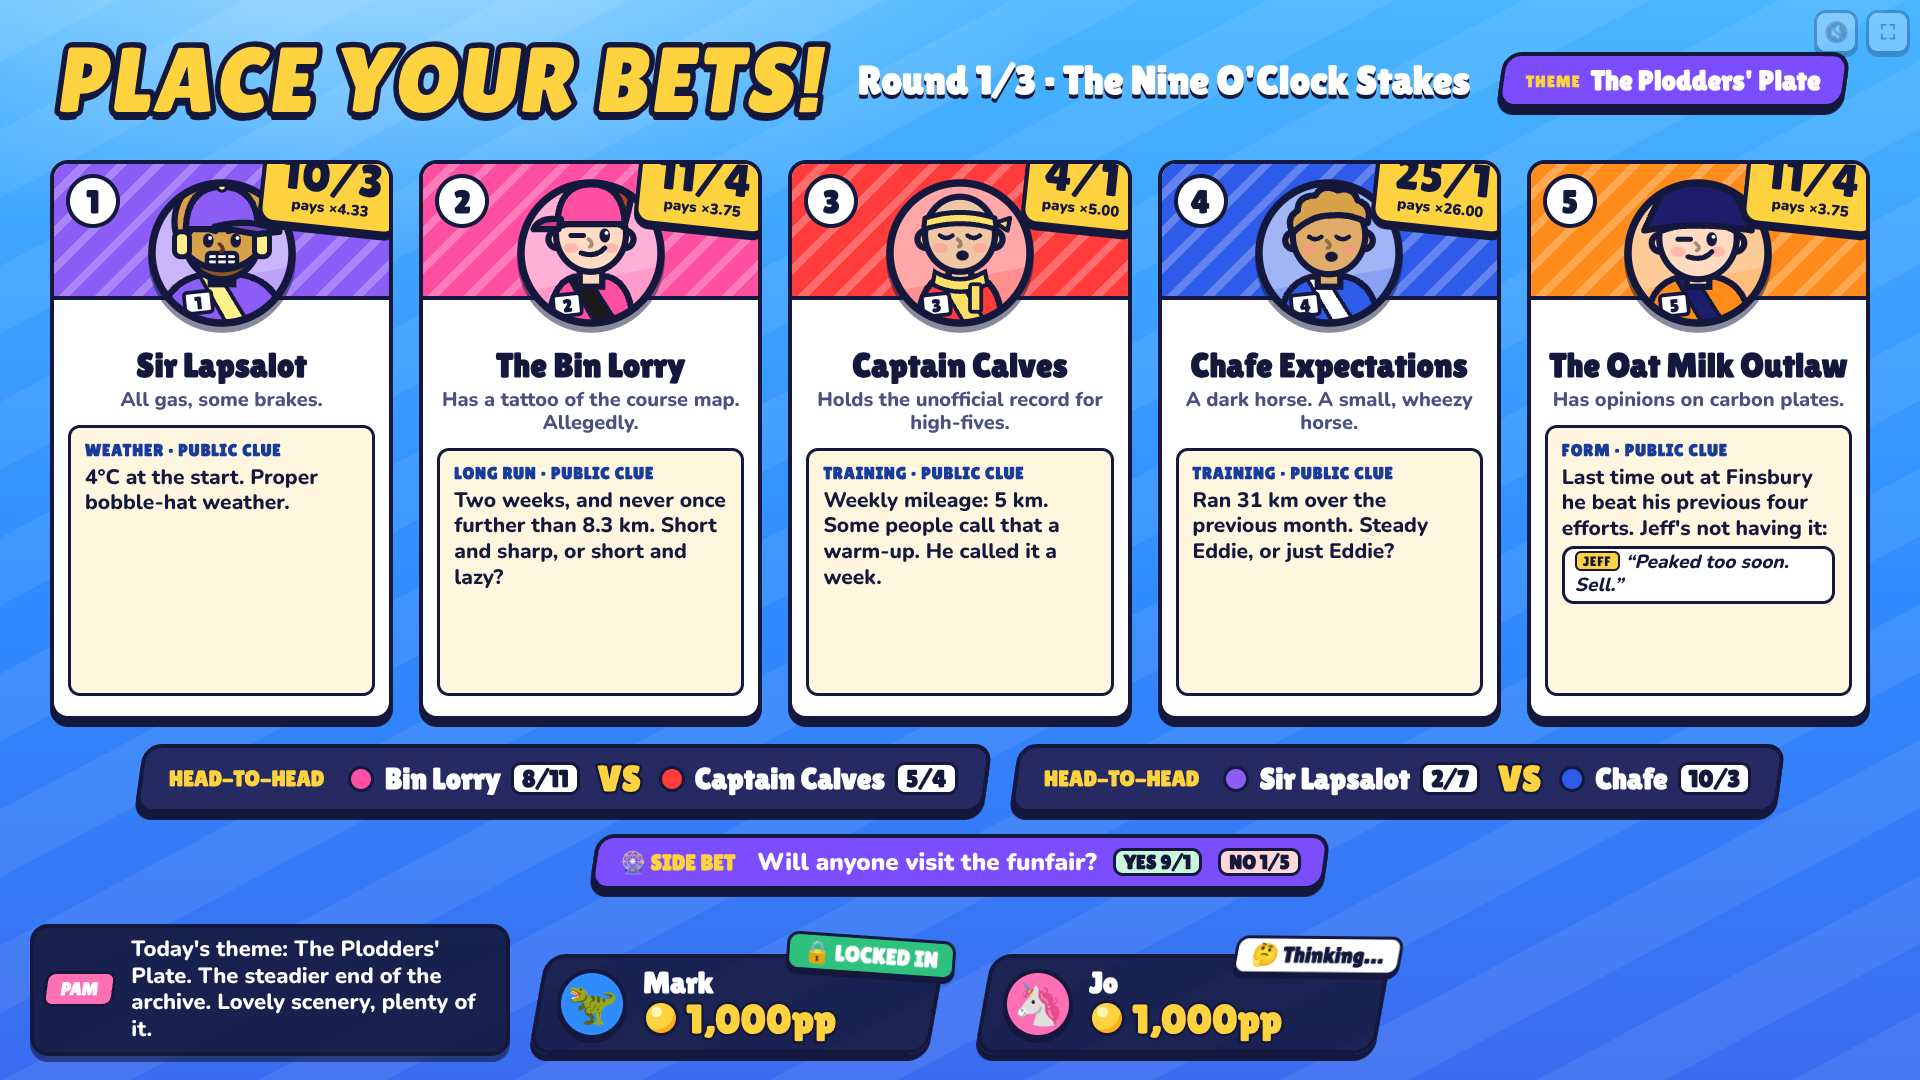 PLACE YOUR BETS!
Round 1/3 · The Nine O'Clock Stakes
THEME The Plodders' Plate
1
10/3
pays ×4.33
1
Sir Lapsalot
All gas, some brakes.
WEATHER · PUBLIC CLUE
4°C at the start. Proper
bobble-hat weather.
2
11/4
pays ×3.75
2
The Bin Lorry
Has a tattoo of the course map.
Allegedly.
LONG RUN · PUBLIC CLUE
Two weeks, and never once
further than 8.3 km. Short
and sharp, or short and
lazy?
3
4/1
pays ×5.00
3
Captain Calves
Holds the unofficial record for
high-fives.
TRAINING · PUBLIC CLUE
Weekly mileage: 5 km.
Some people call that a
warm-up. He called it a
week.
4
25/1
pays ×26.00
4
Chafe Expectations
A dark horse. A small, wheezy
horse.
TRAINING · PUBLIC CLUE
Ran 31 km over the
previous month. Steady
Eddie, or just Eddie?
5
11/4
pays ×3.75
5
The Oat Milk Outlaw
Has opinions on carbon plates.
FORM · PUBLIC CLUE
Last time out at Finsbury
he beat his previous four
efforts. Jeff's not having it:
JEFF “Peaked too soon.
Sell.”
HEAD-TO-HEAD Bin Lorry 8/11 VS Captain Calves 5/4
HEAD-TO-HEAD Sir Lapsalot 2/7 VS Chafe 10/3
SIDE BET Will anyone visit the funfair? YES 9/1 NO 1/5
PAM
Today's theme: The Plodders'
Plate. The steadier end of the
archive. Lovely scenery, plenty of
it.
LOCKED IN
Mark
1,000pp
Thinking...
Jo
1,000pp